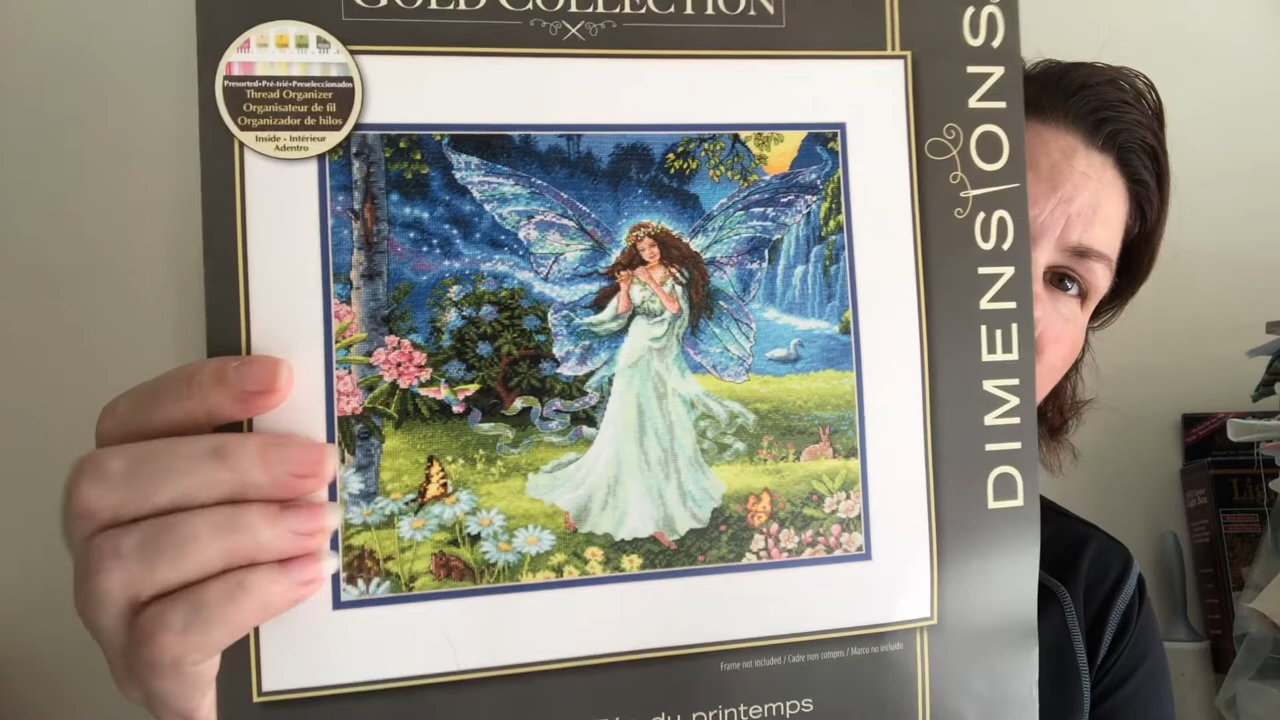 GOLD COLLECTION
Presorted•Pré-trié•Preseleccionados
Thread Organizer
Organisateur de fil
Organizador de hilos
Inside • Intérieur
Adentro
DIMENSIONS
Frame not included / Cadre non compris / Marco no incluido
du printemps